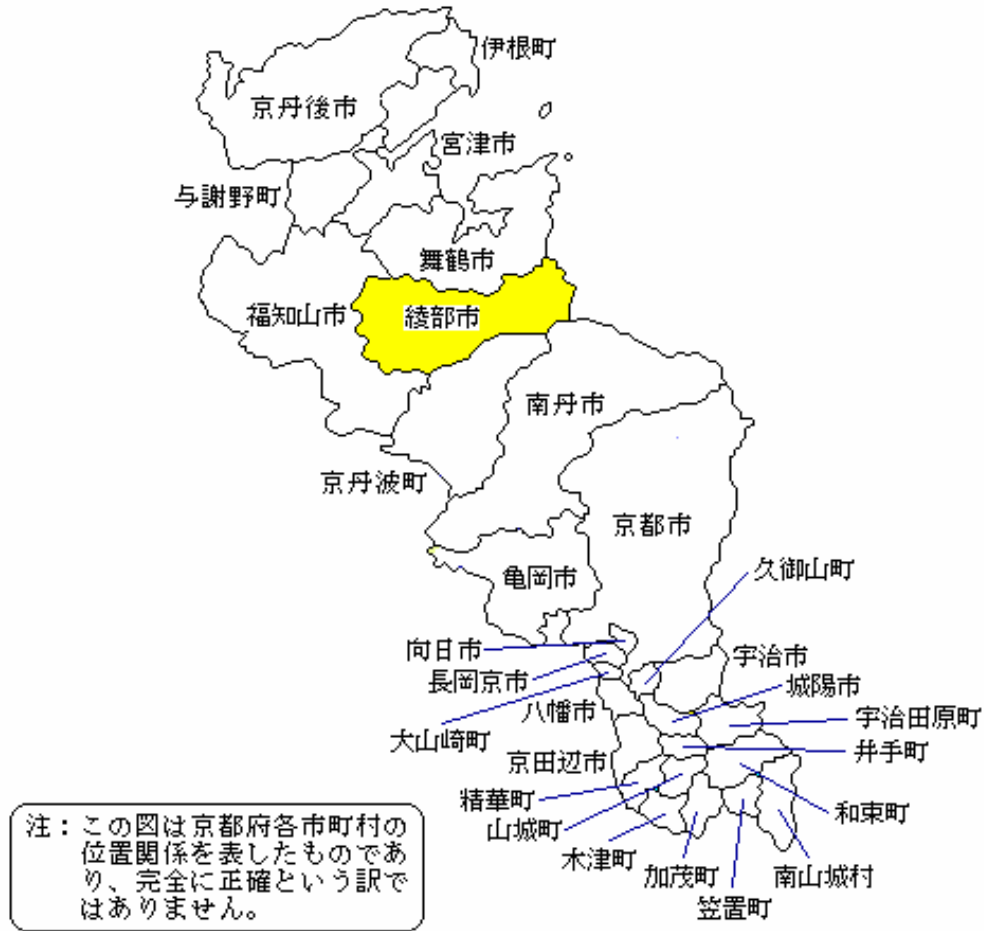 伊根町
京丹後市
宮津市
与謝野町
舞鶴市
福知山市
綾部市
南丹市
京丹波町
京都市
久御山町
亀岡市
向日市
宇治市
長岡京市
城陽市
八幡市
宇治田原町
大山崎町
井手町
京田辺市
精華町
和束町
山城町
木津町
加茂町
南山城村
笠置町
注：この図は京都府各市町村の
位置関係を表したものであ
り、完全に正確という訳で
はありません。